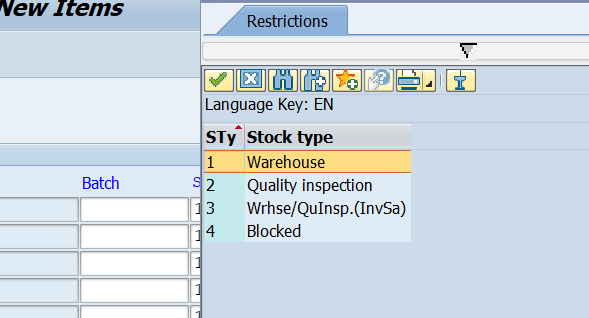 New Items
Restrictions
Language Key: EN
STy Stock type
1 Warehouse
2 Quality inspection
3 Wrhse/QuInsp.(InvSa)
4 Blocked
Batch